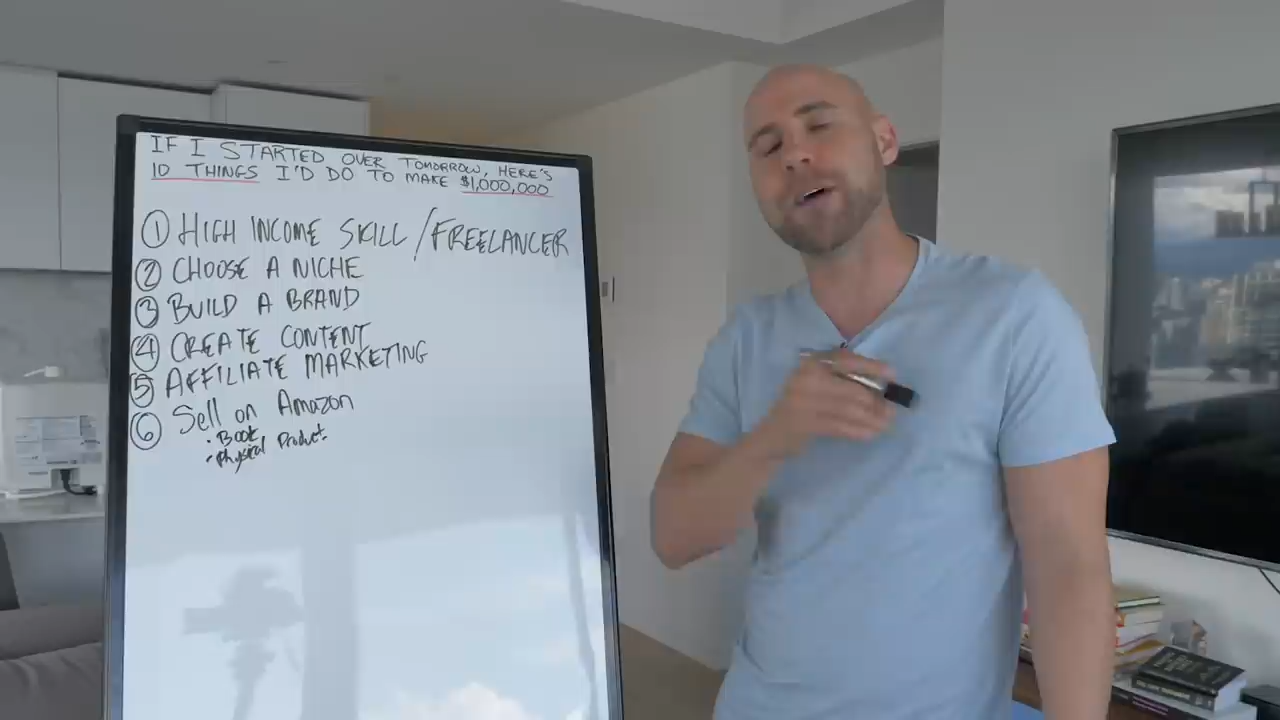 IF I STARTED OVER TOMORROW, HERE'S
10 THINGS I'D DO TO MAKE $1,000,000
① HIGH INCOME SKILL/FREELANCER
② CHOOSE A NICHE
③ BUILD A BRAND
④ CREATE CONTENT
⑤ AFFILIATE MARKETING
⑥ Sell on Amazon
• Book
• Physical Product